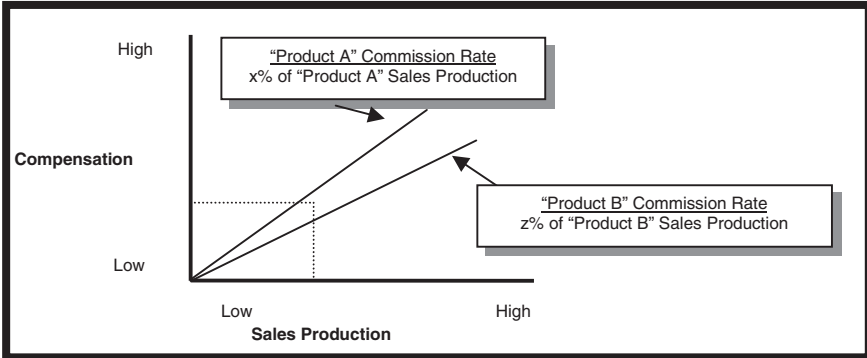 High
“Product A” Commission Rate
x% of “Product A” Sales Production
Compensation
“Product B” Commission Rate
z% of “Product B” Sales Production
Low
Low
High
Sales Production